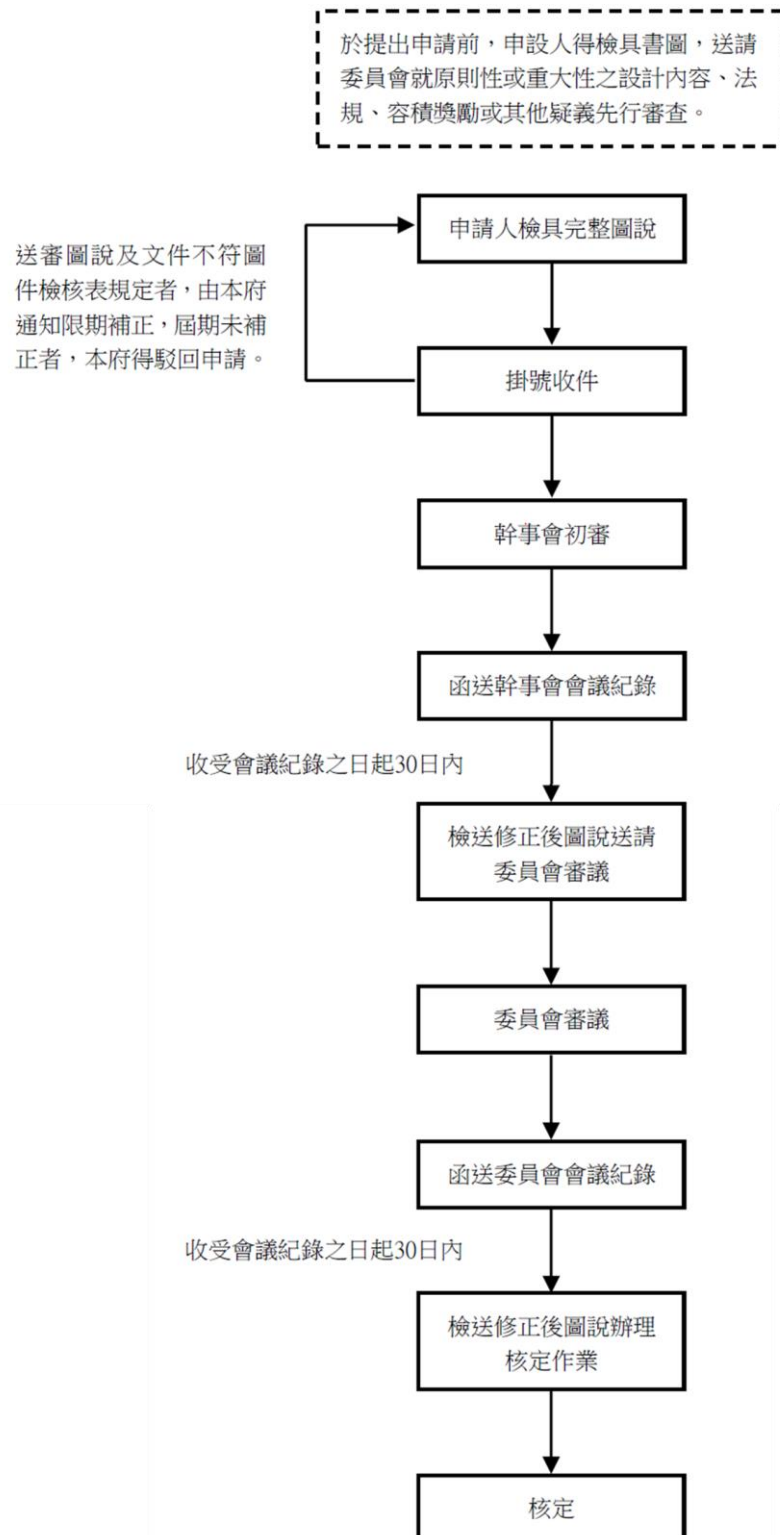 於提出申請前，申設人得檢具書圖，送請
委員會就原則性或重大性之設計內容、法
規、容積獎勵或其他疑義先行審查。
申請人檢具完整圖說
送審圖說及文件不符圖
件檢核表規定者，由本府
通知限期補正，屆期未補
正者，本府得駁回申請。
掛號收件
幹事會初審
函送幹事會會議紀錄
收受會議紀錄之日起30日內
檢送修正後圖說送請
委員會審議
委員會審議
函送委員會會議紀錄
收受會議紀錄之日起30日內
檢送修正後圖說辦理
核定作業
核定